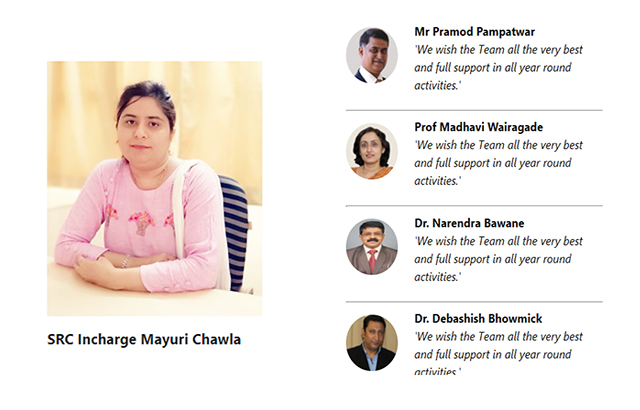 SRC Incharge Mayuri Chawla
Mr Pramod Pampatwar
'We wish the Team all the very best
and full support in all year round
activities.'
Prof Madhavi Wairagade
'We wish the Team all the very best
and full support in all year round
activities.'
Dr. Narendra Bawane
'We wish the Team all the very best
and full support in all year round
activities.'
Dr. Debashish Bhowmick
'We wish the Team all the very best
and full support in all year round
activities.'